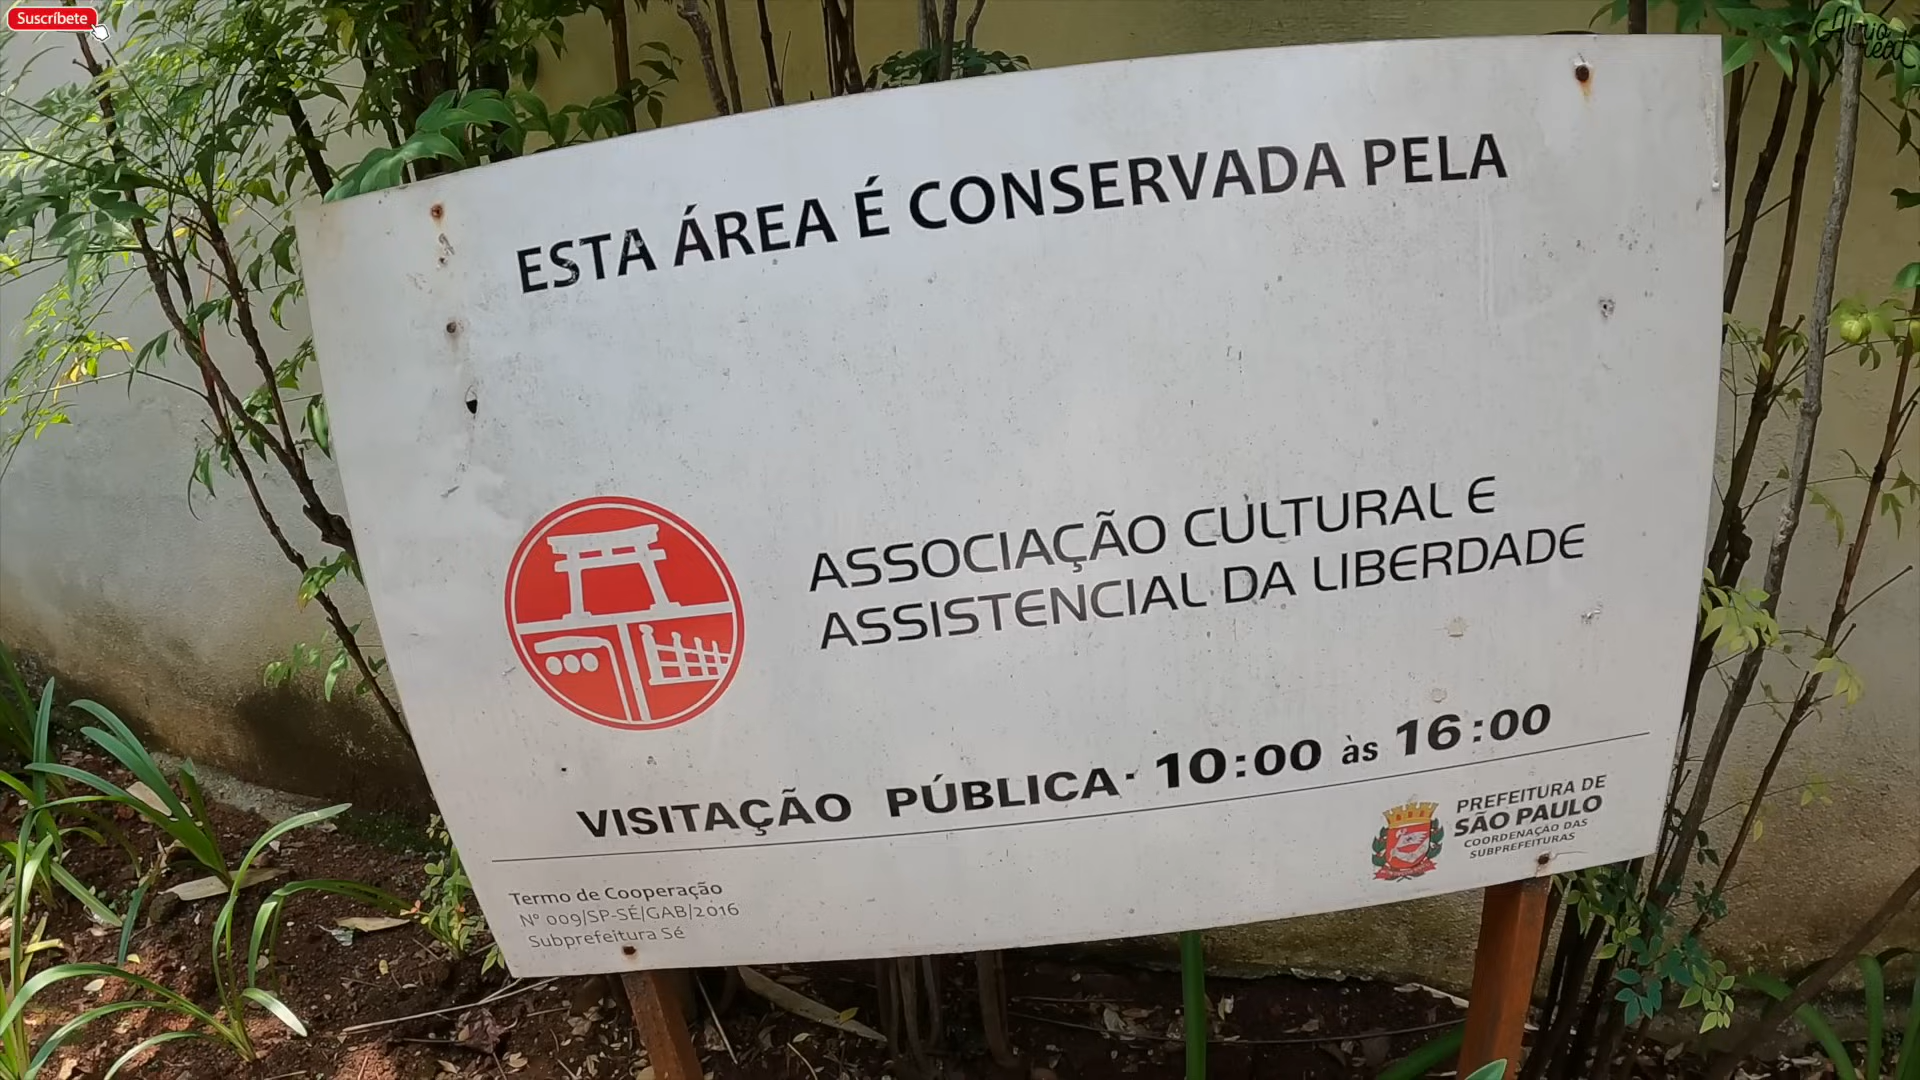 Suscríbete
ESTA ÁREA É CONSERVADA PELA
ASSOCIAÇÃO CULTURAL E
ASSISTENCIAL DA LIBERDADE
VISITAÇÃO PÚBLICA · 10:00 às 16:00
PREFEITURA DE
SÃO PAULO
COORDENAÇÃO DAS
SUBPREFEITURAS
Termo de Cooperação
Nº 009/SP-SÉ/GAB/2016
Subprefeitura Sé